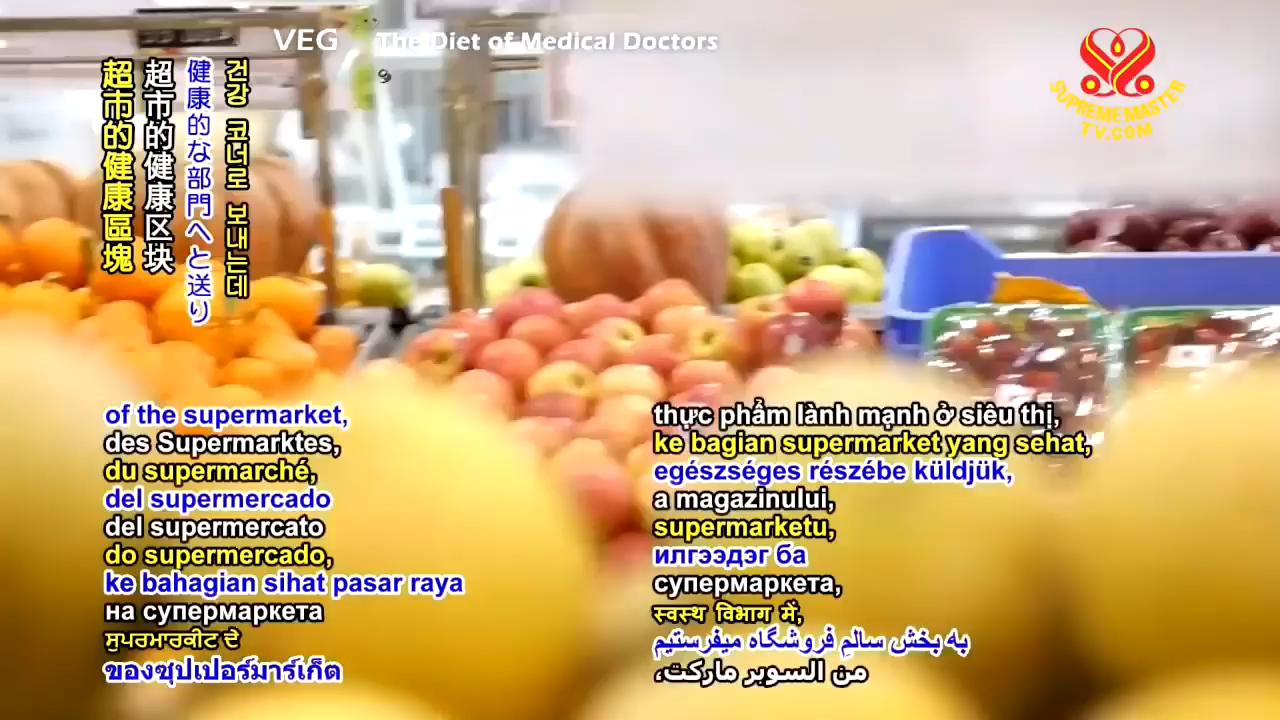 VEG The Diet of Medical Doctors
SUPREME MASTER
TV.COM
超市的健康區塊
超市的健康区块
健康的な部門へと送り
건강 코너로 보내는데
of the supermarket,
des Supermarktes,
du supermarché,
del supermercado
del supermercato
do supermercado,
ke bahagian sihat pasar raya
на супермаркета
ਸੁਪਰਮਾਰਕੀਟ ਦੇ
ของซุปเปอร์มาร์เก็ต
thực phẩm lành mạnh ở siêu thị,
ke bagian supermarket yang sehat,
egészséges részébe küldjük,
a magazinului,
supermarketu,
илгээдэг ба
супермаркета,
स्वस्थ विभाग में,
به بخش سالمِ فروشگاه میفرستیم
من السوبر ماركت،